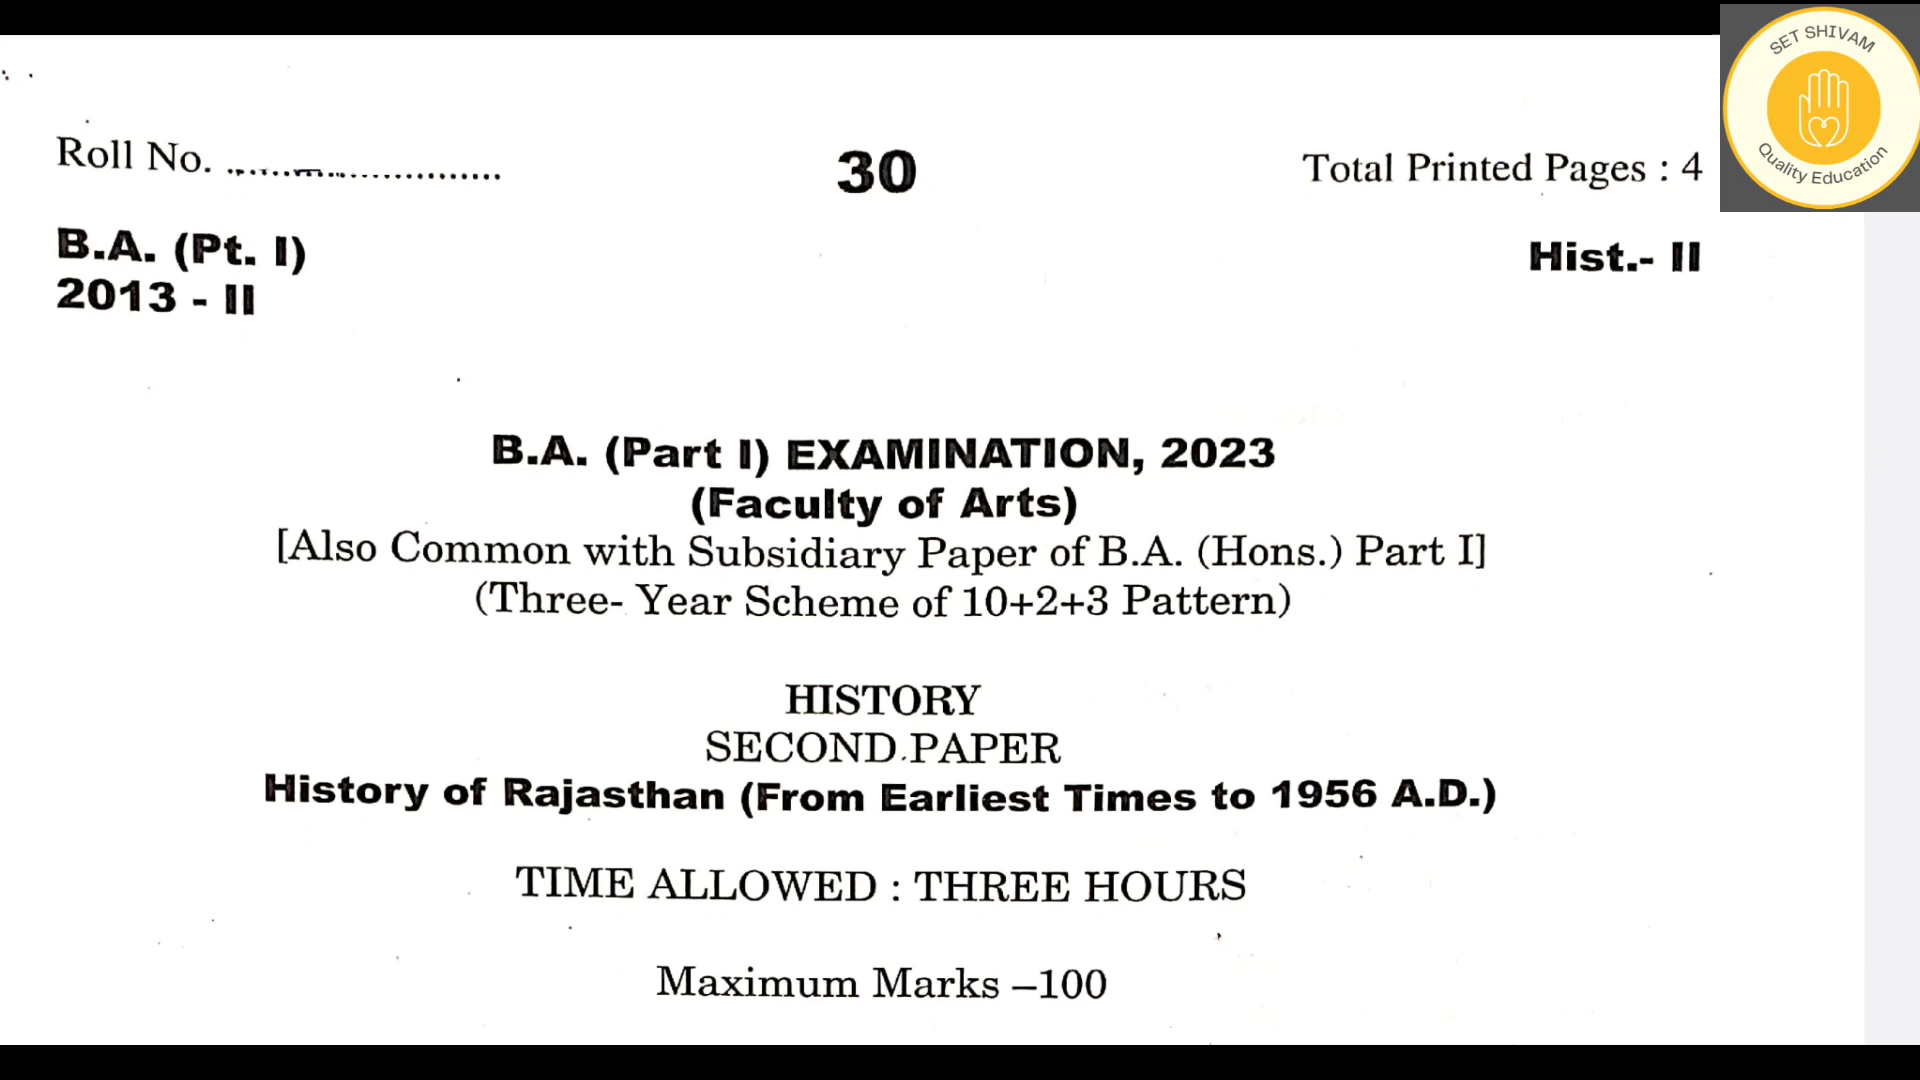 SET SHIVAM
Quality Education
Roll No. ..............................
30
Total Printed Pages : 4
B.A. (Pt. I)
Hist.- II
2013 - II
B.A. (Part I) EXAMINATION, 2023
(Faculty of Arts)
[Also Common with Subsidiary Paper of B.A. (Hons.) Part I]
(Three- Year Scheme of 10+2+3 Pattern)
HISTORY
SECOND PAPER
History of Rajasthan (From Earliest Times to 1956 A.D.)
TIME ALLOWED : THREE HOURS
Maximum Marks –100